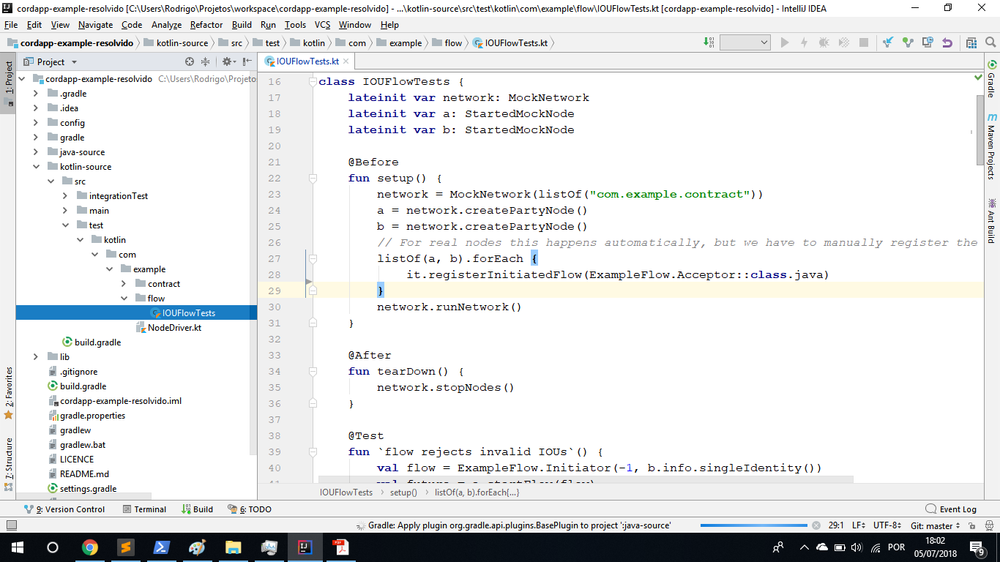 cordapp-example-resolvido [C:\Users\Rodrigo\Projetos\workspace\cordapp-example-resolvido] - ...\kotlin-source\src\test\kotlin\com\example\flow\IOUFlowTests.kt [cordapp-example-resolvido] - IntelliJ IDEA
File Edit View Navigate Code Analyze Refactor Build Run Tools VCS Window Help
cordapp-example-resolvido kotlin-source src test kotlin com example flow IOUFlowTests.kt
1: Project
2: Favorites
7: Structure
Project
cordapp-example-resolvido C:\Users\Rodrigo\Projetos
.gradle
.idea
config
gradle
java-source
kotlin-source
src
integrationTest
main
test
kotlin
com
example
contract
flow
IOUFlowTests
NodeDriver.kt
build.gradle
lib
.gitignore
build.gradle
cordapp-example-resolvido.iml
gradle.properties
gradlew
gradlew.bat
LICENCE
README.md
settings.gradle
IOUFlowTests.kt
16 class IOUFlowTests {
17 lateinit var network: MockNetwork
18 lateinit var a: StartedMockNode
19 lateinit var b: StartedMockNode
20
21 @Before
22 fun setup() {
23 network = MockNetwork(listOf("com.example.contract"))
24 a = network.createPartyNode()
25 b = network.createPartyNode()
26 // For real nodes this happens automatically, but we have to manually register the
27 listOf(a, b).forEach {
28 it.registerInitiatedFlow(ExampleFlow.Acceptor::class.java)
29 }
30 network.runNetwork()
31 }
32
33 @After
34 fun tearDown() {
35 network.stopNodes()
36 }
37
38 @Test
39 fun `flow rejects invalid IOUs`() {
40 val flow = ExampleFlow.Initiator(-1, b.info.singleIdentity())
41 val future = a.startFlow(flow)
IOUFlowTests setup() listOf(a, b).forEach{...}
Gradle
m Maven Projects
Ant Build
9: Version Control Terminal Build 6: TODO Event Log
Gradle: Apply plugin org.gradle.api.plugins.BasePlugin to project ':java-source' 29:1 LF UTF-8 Git: master
POR 18:02
05/07/2018 9